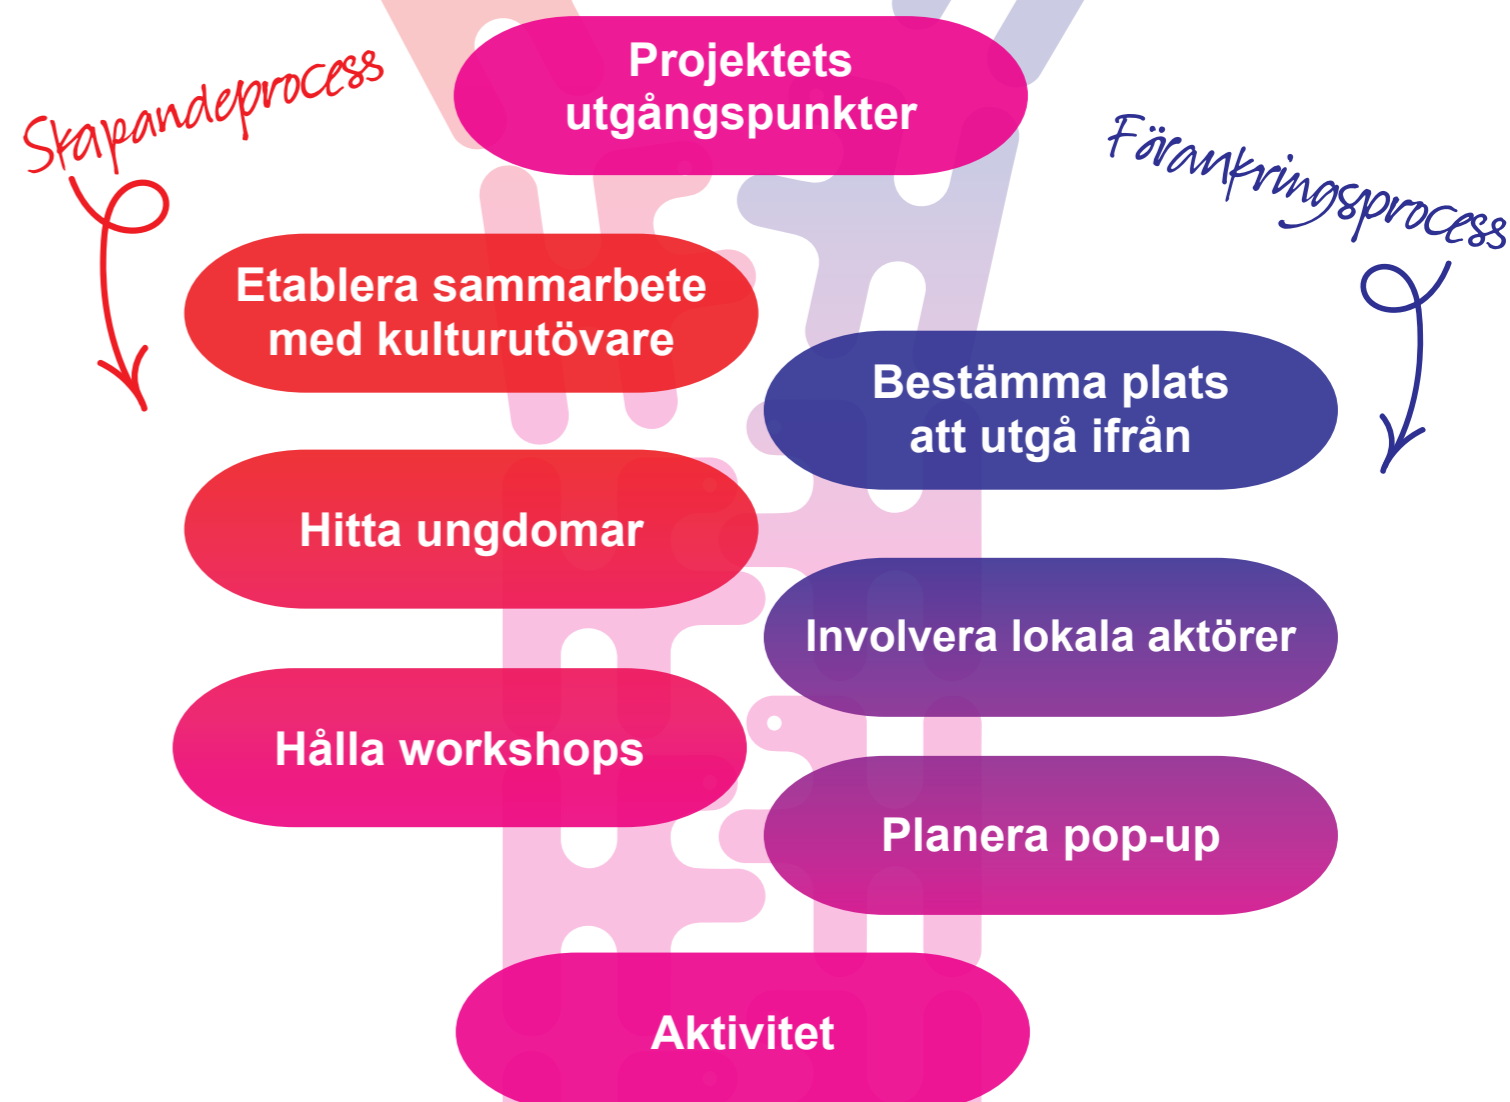 Projektets
utgångspunkter
Skapandeprocess
Förankringsprocess
Etablera sammarbete
med kulturutövare
Bestämma plats
att utgå ifrån
Hitta ungdomar
Involvera lokala aktörer
Hålla workshops
Planera pop-up
Aktivitet